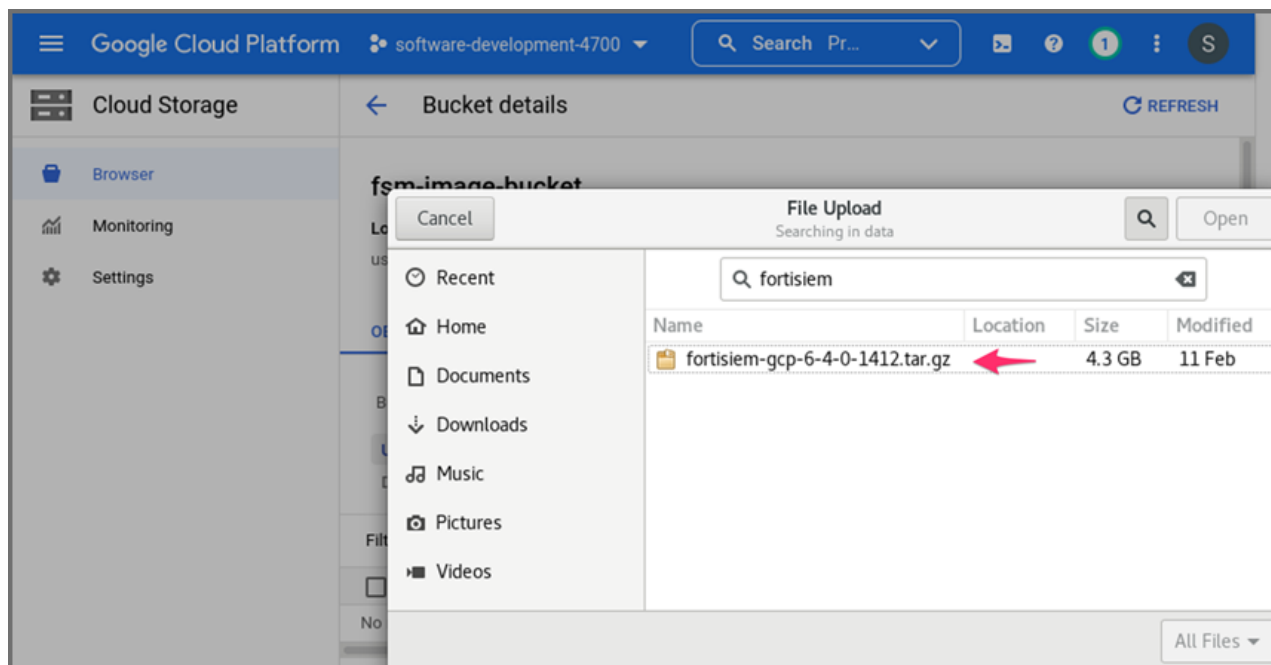 Google Cloud Platform software-development-4700 Search Pr... 1 S
Cloud Storage Bucket details REFRESH
Browser
fsm-image-bucket
Monitoring
Settings
Cancel File Upload Open
Searching in data
Recent
Home
Documents
Downloads
Music
Pictures
Videos
fortisiem
Name Location Size Modified
fortisiem-gcp-6-4-0-1412.tar.gz 4.3 GB 11 Feb
All Files
No